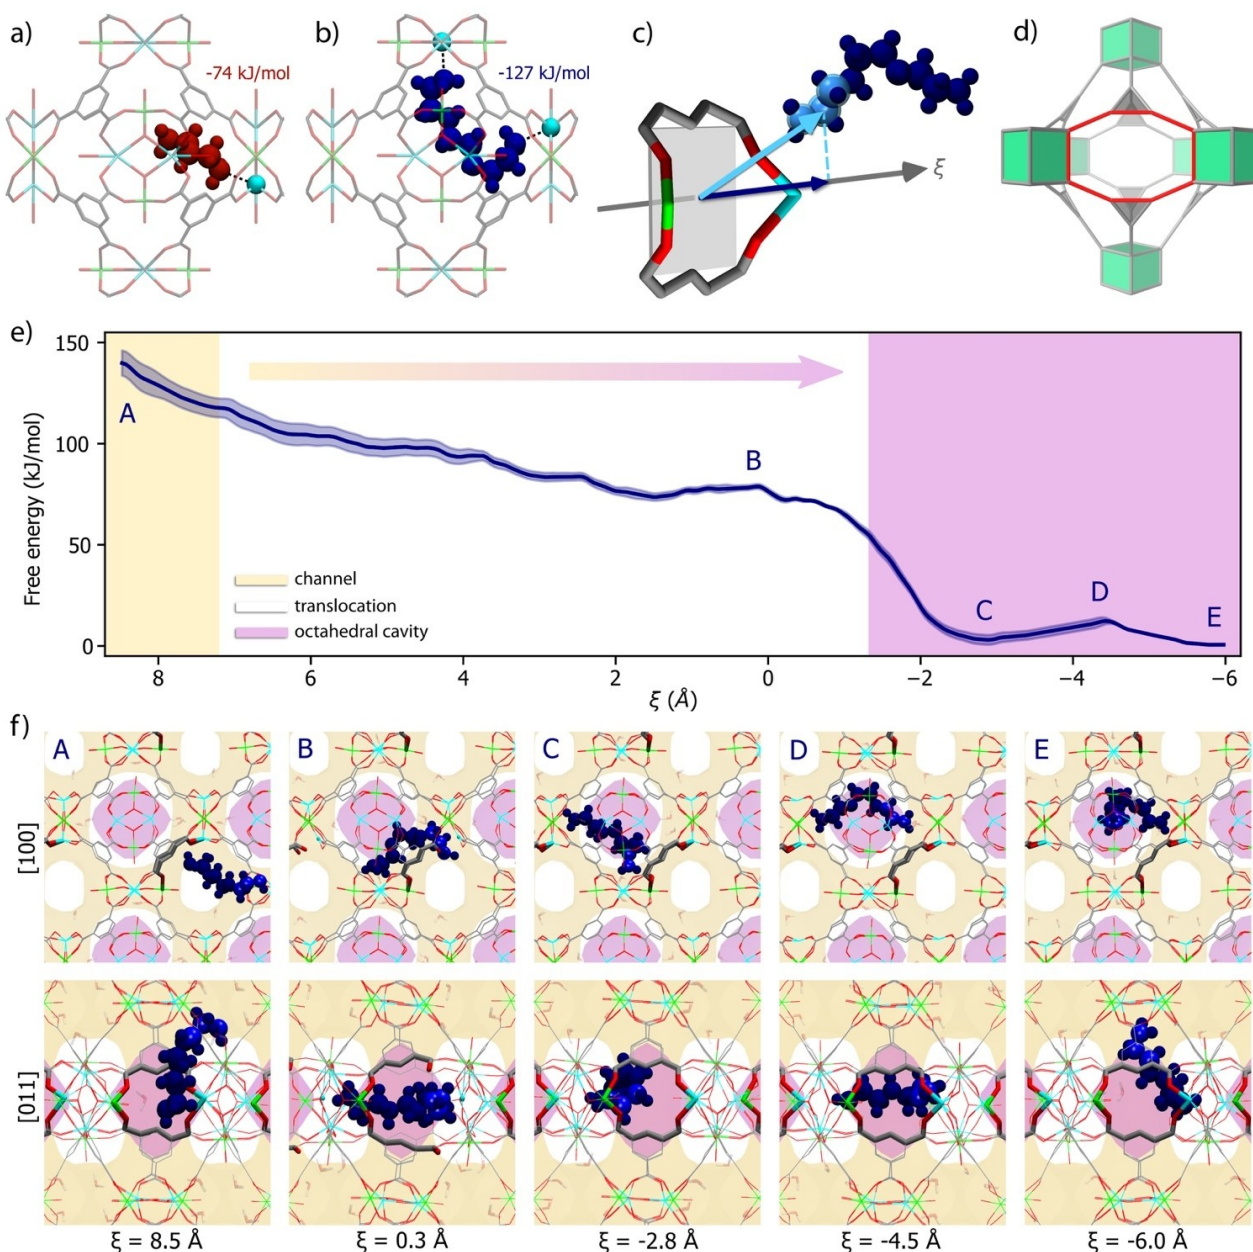 a)
-74 kJ/mol
b)
-127 kJ/mol
c)
ξ
d)
e)
Free energy (kJ/mol)
150
100
50
0
A
B
C
D
E
channel
translocation
octahedral cavity
8
6
4
2
0
−2
−4
−6
ξ (Å)
f)
[100]
A
B
C
D
E
[011]
ξ = 8.5 Å
ξ = 0.3 Å
ξ = -2.8 Å
ξ = -4.5 Å
ξ = -6.0 Å